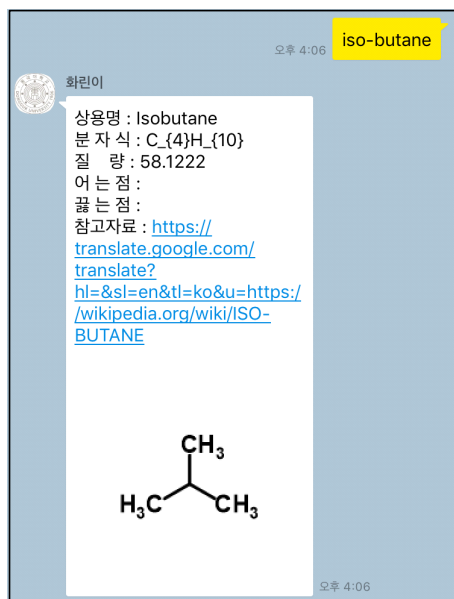 iso-butane
오후 4:06
화린이
상용명 : Isobutane
분 자 식 : C_{4}H_{10}
질    량 : 58.1222
어 는 점 :
끓 는 점 :
참고자료 : https://
translate.google.com/
translate?
hl=&sl=en&tl=ko&u=https:/
/wikipedia.org/wiki/ISO-
BUTANE
CH3
H3C CH3
오후 4:06